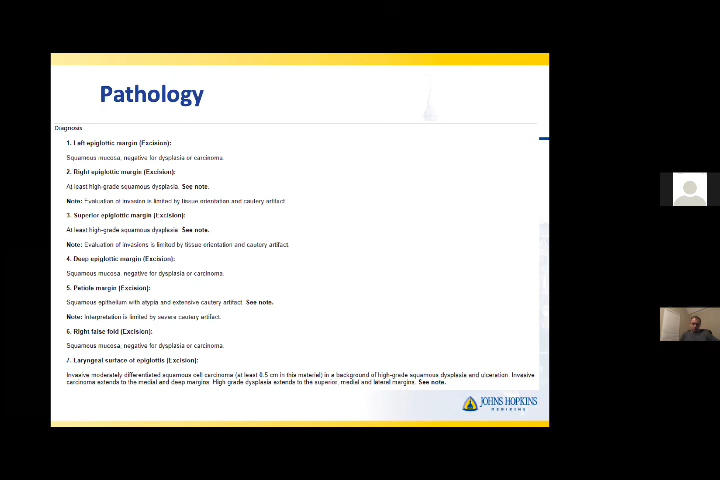 Pathology
Diagnosis
1. Left epiglottic margin (Excision):
Squamous mucosa, negative for dysplasia or carcinoma.
2. Right epiglottic margin (Excision):
At least high-grade squamous dysplasia. See note.
Note: Evaluation of invasion is limited by tissue orientation and cautery artifact
3. Superior epiglottic margin (Excision):
At least high-grade squamous dysplasia See note.
Note: Evaluation of invasions is limited by tissue orientation and cautery artifact.
4. Deep epiglottic margin (Excision):
Squamous mucosa, negative for dysplasia or carcinoma.
5. Petiole margin (Excision):
Squamous epithelium with atypia and extensive cautery artifact. See note.
Note: Interpretation is limited by severe cautery artifact.
6. Right false fold (Excision):
Squamous mucosa, negative for dysplasia or carcinoma.
7. Laryngeal surface of epiglottis (Excision):
Invasive moderately differentiated squamous cell carcinoma (at least 0.5 cm in this material) in a background of high-grade squamous dysplasia and ulceration. Invasive
carcinoma extends to the medial and deep margins. High grade dysplasia extends to the superior, medial and lateral margins. See note.
JOHNS HOPKINS
MEDICINE